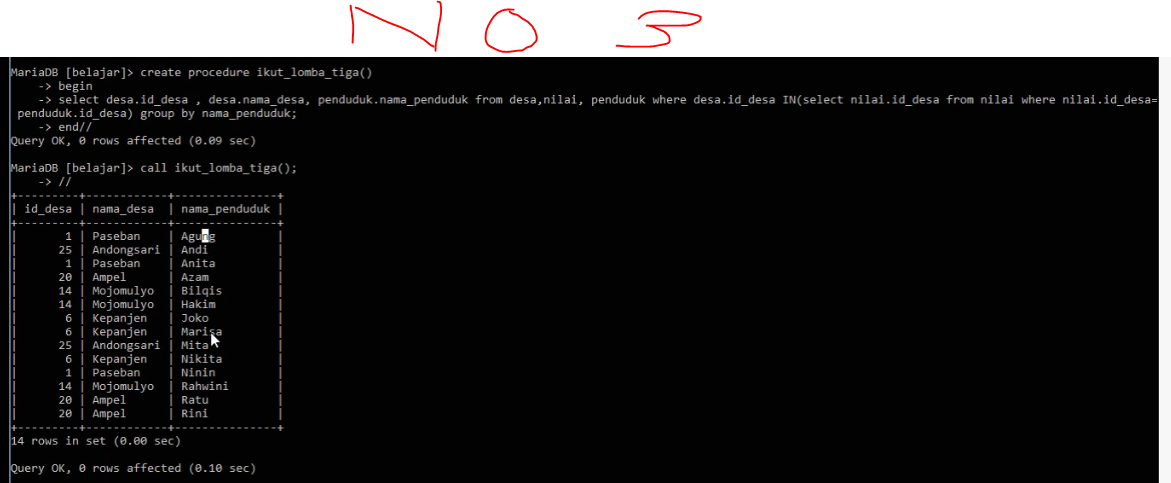 NO 3
MariaDB [belajar]> create procedure ikut_lomba_tiga()
    -> begin
    -> select desa.id_desa , desa.nama_desa, penduduk.nama_penduduk from desa,nilai, penduduk where desa.id_desa IN(select nilai.id_desa from nilai where nilai.id_desa=
penduduk.id_desa) group by nama_penduduk;
    -> end//
Query OK, 0 rows affected (0.09 sec)
MariaDB [belajar]> call ikut_lomba_tiga();
    -> //
+---------+------------+---------------+
| id_desa | nama_desa  | nama_penduduk |
+---------+------------+---------------+
|       1 | Paseban    | Agung         |
|      25 | Andongsari | Andi          |
|       1 | Paseban    | Anita         |
|      20 | Ampel      | Azam          |
|      14 | Mojomulyo  | Bilqis        |
|      14 | Mojomulyo  | Hakim         |
|       6 | Kepanjen   | Joko          |
|       6 | Kepanjen   | Marisa        |
|      25 | Andongsari | Mita          |
|       6 | Kepanjen   | Nikita        |
|       1 | Paseban    | Ninin         |
|      14 | Mojomulyo  | Rahwini       |
|      20 | Ampel      | Ratu          |
|      20 | Ampel      | Rini          |
+---------+------------+---------------+
14 rows in set (0.00 sec)
Query OK, 0 rows affected (0.10 sec)